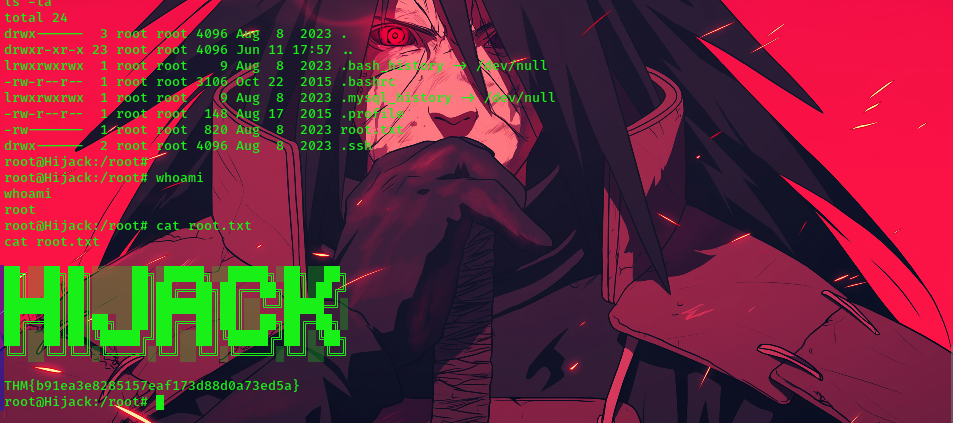 ls -la
total 24
drwx------  3 root root 4096 Aug  8  2023 .
drwxr-xr-x 23 root root 4096 Jun 11 17:57 ..
lrwxrwxrwx  1 root root    9 Aug  8  2023 .bash_history -> /dev/null
-rw-r--r--  1 root root 3106 Oct 22  2015 .bashrc
lrwxrwxrwx  1 root root    9 Aug  8  2023 .mysql_history -> /dev/null
-rw-r--r--  1 root root  148 Aug 17  2015 .profile
-rw-------  1 root root  820 Aug  8  2023 root.txt
drwx------  2 root root 4096 Aug  8  2023 .ssh
root@Hijack:/root#
root@Hijack:/root# whoami
whoami
root
root@Hijack:/root# cat root.txt
cat root.txt
HIJACK
THM{b91ea3e8285157eaf173d88d0a73ed5a}
root@Hijack:/root#